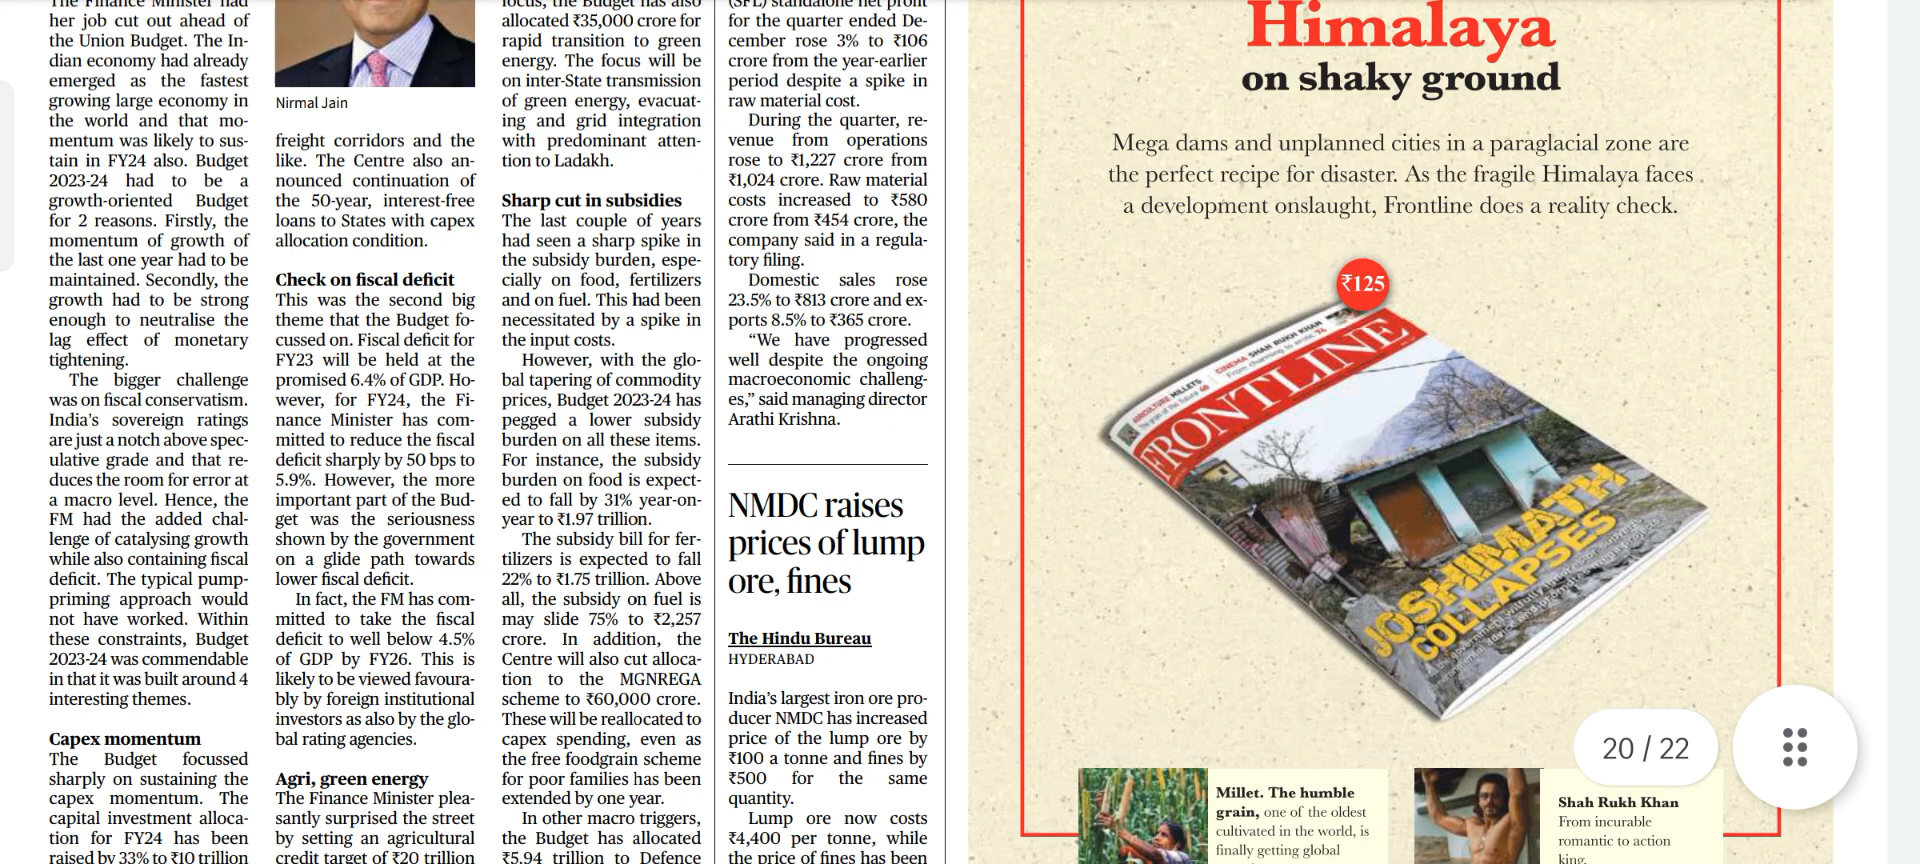 The Finance Minister had
her job cut out ahead of
the Union Budget. The In-
dian economy had already
emerged as the fastest
growing large economy in
the world and that mo-
mentum was likely to sus-
tain in FY24 also. Budget
2023-24 had to be a
growth-oriented Budget
for 2 reasons. Firstly, the
momentum of growth of
the last one year had to be
maintained. Secondly, the
growth had to be strong
enough to neutralise the
lag effect of monetary
tightening.
The bigger challenge
was on fiscal conservatism.
India’s sovereign ratings
are just a notch above spec-
ulative grade and that re-
duces the room for error at
a macro level. Hence, the
FM had the added chal-
lenge of catalysing growth
while also containing fiscal
deficit. The typical pump-
priming approach would
not have worked. Within
these constraints, Budget
2023-24 was commendable
in that it was built around 4
interesting themes.
Capex momentum
The Budget focussed
sharply on sustaining the
capex momentum. The
capital investment alloca-
tion for FY24 has been
raised by 33% to ₹10 trillion
Nirmal Jain
freight corridors and the
like. The Centre also an-
nounced continuation of
the 50-year, interest-free
loans to States with capex
allocation condition.
Check on fiscal deficit
This was the second big
theme that the Budget fo-
cussed on. Fiscal deficit for
FY23 will be held at the
promised 6.4% of GDP. Ho-
wever, for FY24, the Fi-
nance Minister has com-
mitted to reduce the fiscal
deficit sharply by 50 bps to
5.9%. However, the more
important part of the Bud-
get was the seriousness
shown by the government
on a glide path towards
lower fiscal deficit.
In fact, the FM has com-
mitted to take the fiscal
deficit to well below 4.5%
of GDP by FY26. This is
likely to be viewed favoura-
bly by foreign institutional
investors as also by the glo-
bal rating agencies.
Agri, green energy
The Finance Minister plea-
santly surprised the street
by setting an agricultural
credit target of ₹20 trillion
focus, the Budget has also
allocated ₹35,000 crore for
rapid transition to green
energy. The focus will be
on inter-State transmission
of green energy, evacuat-
ing and grid integration
with predominant atten-
tion to Ladakh.
Sharp cut in subsidies
The last couple of years
had seen a sharp spike in
the subsidy burden, espe-
cially on food, fertilizers
and on fuel. This had been
necessitated by a spike in
the input costs.
However, with the glo-
bal tapering of commodity
prices, Budget 2023-24 has
pegged a lower subsidy
burden on all these items.
For instance, the subsidy
burden on food is expect-
ed to fall by 31% year-on-
year to ₹1.97 trillion.
The subsidy bill for fer-
tilizers is expected to fall
22% to ₹1.75 trillion. Above
all, the subsidy on fuel is
may slide 75% to ₹2,257
crore. In addition, the
Centre will also cut alloca-
tion to the MGNREGA
scheme to ₹60,000 crore.
These will be reallocated to
capex spending, even as
the free foodgrain scheme
for poor families has been
extended by one year.
In other macro triggers,
the Budget has allocated
₹5.94 trillion to Defence
(SFL) standalone net profit
for the quarter ended De-
cember rose 3% to ₹106
crore from the year-earlier
period despite a spike in
raw material cost.
During the quarter, re-
venue from operations
rose to ₹1,227 crore from
₹1,024 crore. Raw material
costs increased to ₹580
crore from ₹454 crore, the
company said in a regula-
tory filing.
Domestic sales rose
23.5% to ₹813 crore and ex-
ports 8.5% to ₹365 crore.
“We have progressed
well despite the ongoing
macroeconomic challeng-
es,” said managing director
Arathi Krishna.
NMDC raises
prices of lump
ore, fines
The Hindu Bureau
HYDERABAD
India’s largest iron ore pro-
ducer NMDC has increased
price of the lump ore by
₹100 a tonne and fines by
₹500 for the same
quantity.
Lump ore now costs
₹4,400 per tonne, while
the price of fines has been
Himalaya
on shaky ground
Mega dams and unplanned cities in a paraglacial zone are
the perfect recipe for disaster. As the fragile Himalaya faces
a development onslaught, Frontline does a reality check.
₹125
AGRICULTURE MILLETS
CINEMA SHAH RUKH KHAN
FRONTLINE
JOSHIMATH
COLLAPSES
20 / 22
Millet. The humble
grain, one of the oldest
cultivated in the world, is
finally getting global
Shah Rukh Khan
From incurable
romantic to action
king.